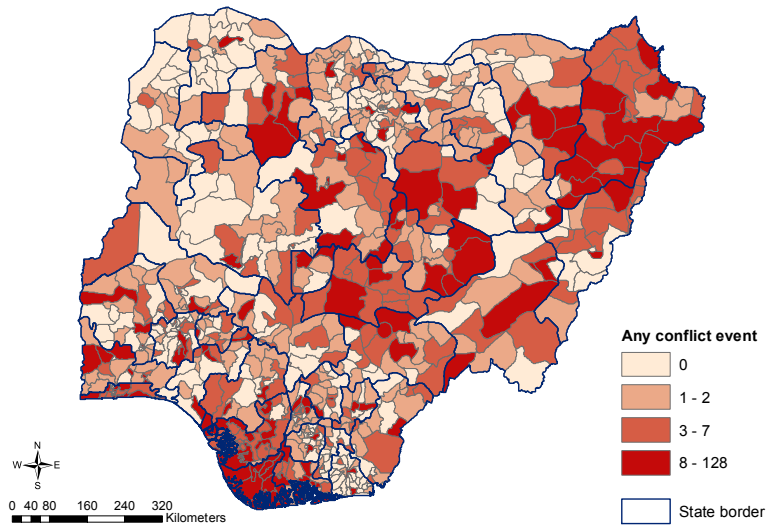 Any conflict event
0
1 - 2
3 - 7
8 - 128
State border
N
W E
S
0 40 80 160 240 320
Kilometers